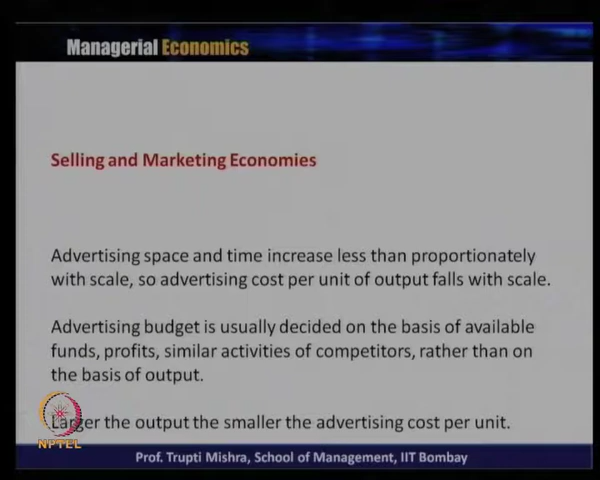 Managerial Economics
Selling and Marketing Economies
Advertising space and time increase less than proportionately
with scale, so advertising cost per unit of output falls with scale.
Advertising budget is usually decided on the basis of available
funds, profits, similar activities of competitors, rather than on
the basis of output.
Larger the output the smaller the advertising cost per unit.
NPTEL
Prof. Trupti Mishra, School of Management, IIT Bombay